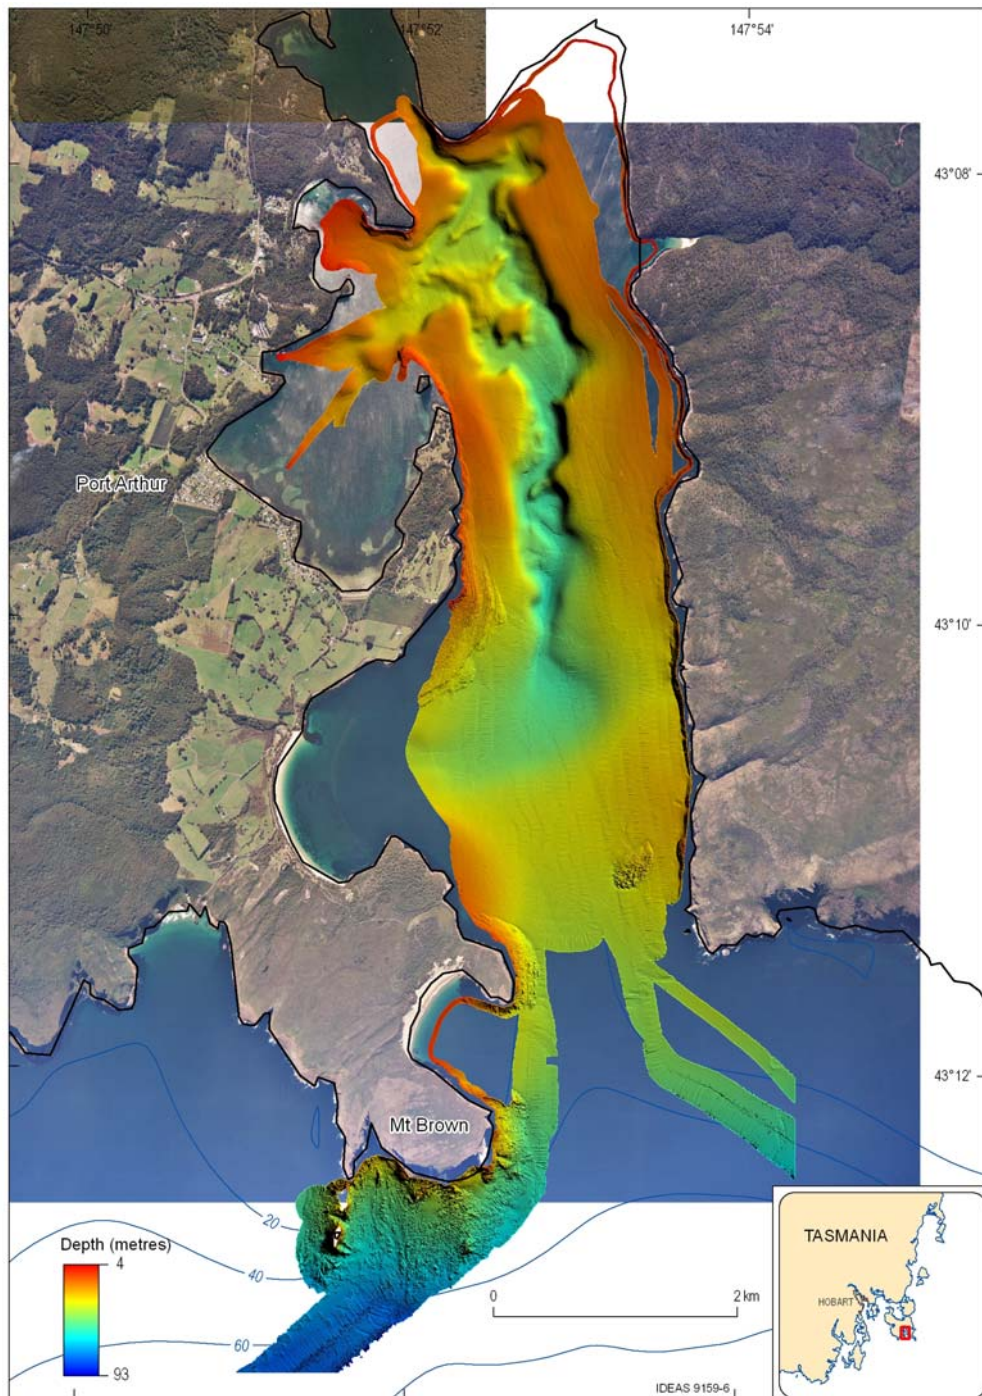 147°50' 147°52' 147°54'
43°08'
Port Arthur
43°10'
43°12'
Mt Brown
20
40
60
Depth (metres)
4
93
0 2 km
TASMANIA
HOBART
IDEAS 9159-6